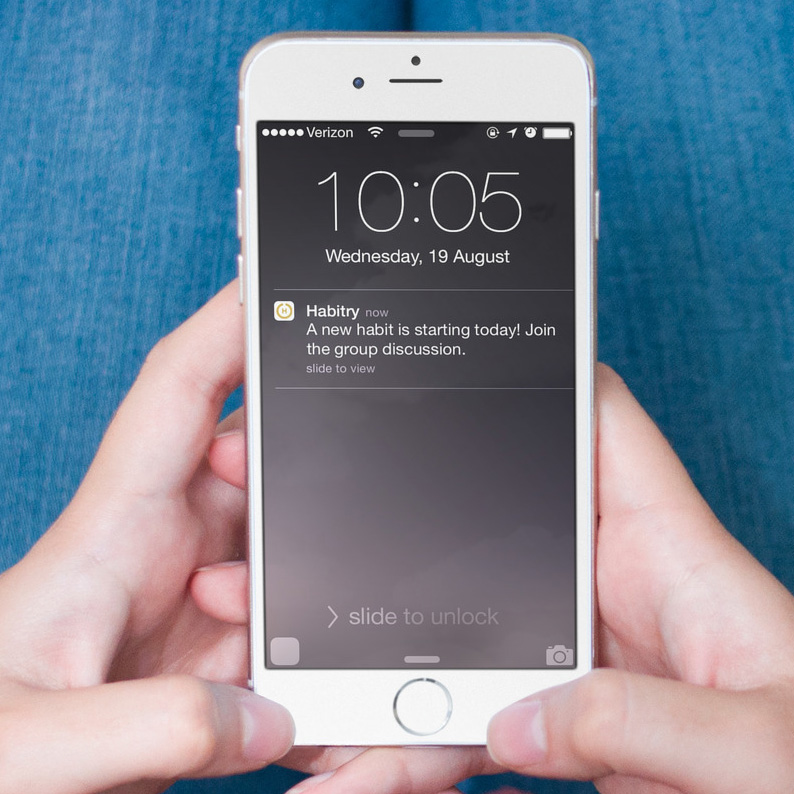 Verizon
10:05
Wednesday, 19 August
H
Habitry now
A new habit is starting today! Join
the group discussion.
slide to view
> slide to unlock